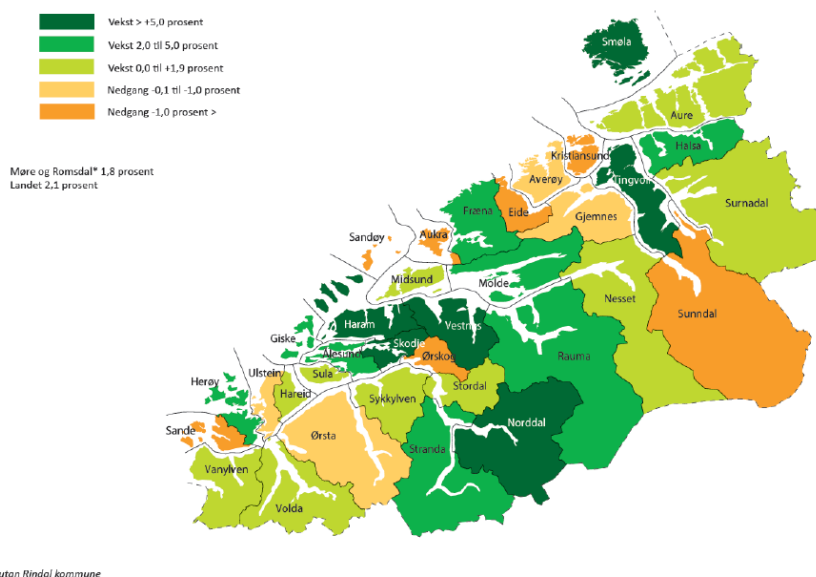 Vekst > +5,0 prosent
Vekst 2,0 til 5,0 prosent
Vekst 0,0 til +1,9 prosent
Nedgang -0,1 til -1,0 prosent
Nedgang -1,0 prosent >
Møre og Romsdal* 1,8 prosent
Landet 2,1 prosent
Smøla
Aure
Halsa
Kristiansund
Tingvoll
Averøy
Surnadal
Fræna
Eide
Gjemnes
Sandøy
Aukra
Midsund
Molde
Nesset
Sunndal
Haram
Vestnes
Giske
Skodje
Ålesund
Ørskog
Rauma
Ulstein
Sula
Herøy
Hareid
Stordal
Sykkylven
Norddal
Sande
Ørsta
Stranda
Vanylven
Volda
utan Rindal kommune